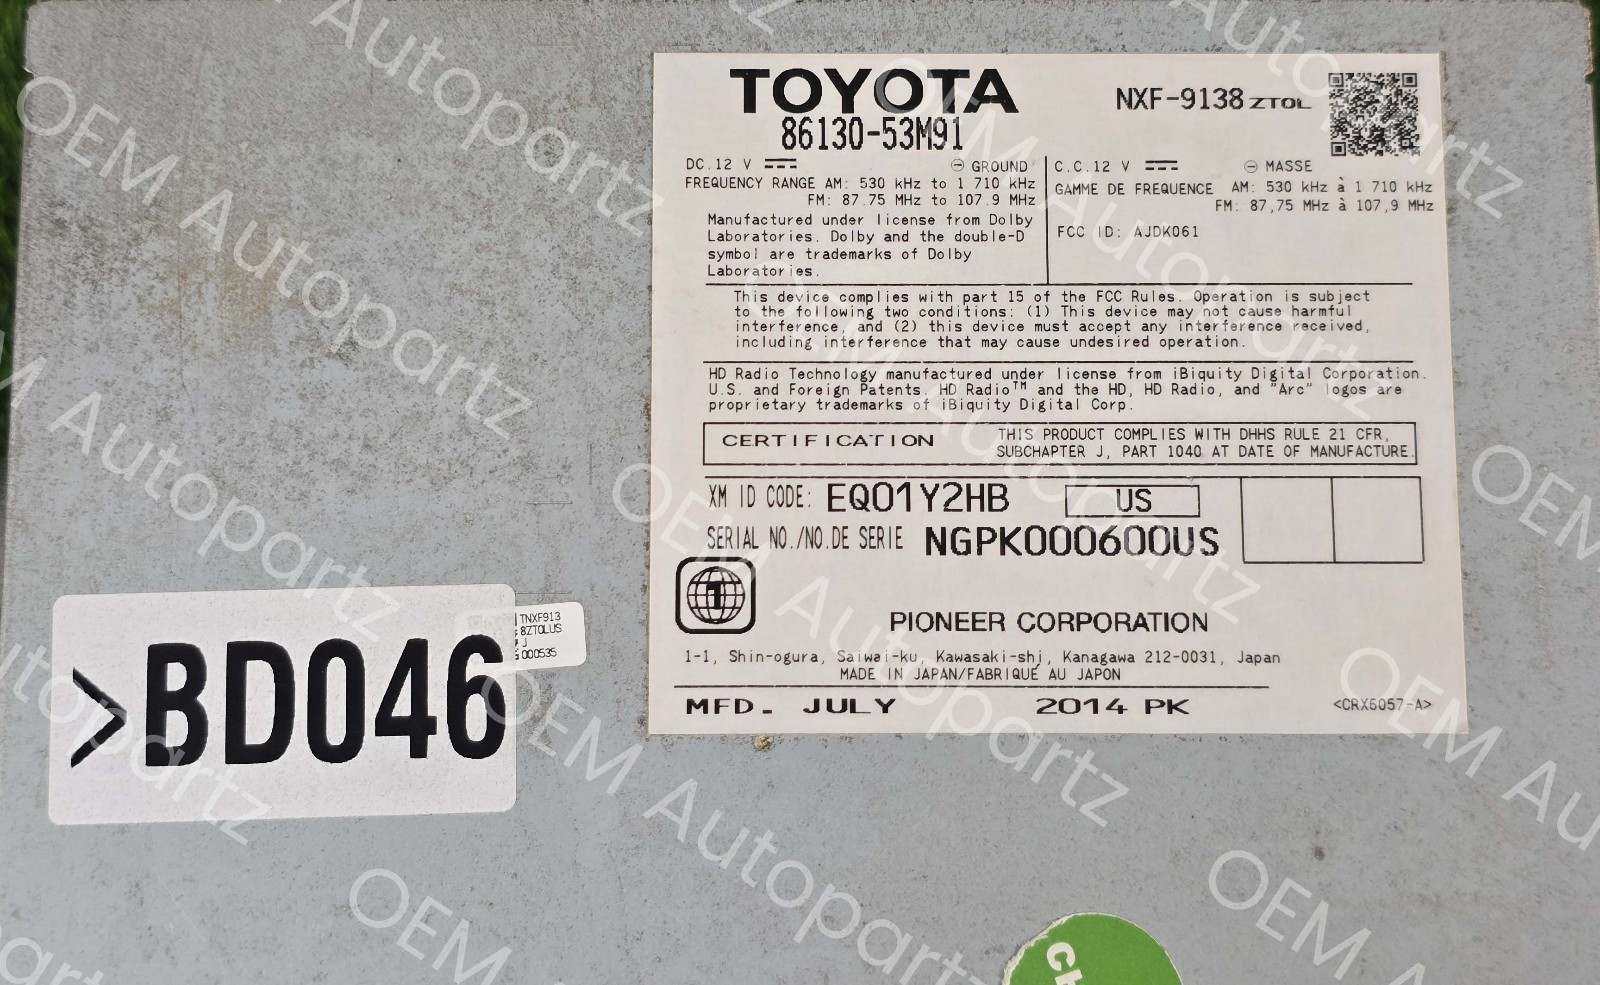 TOYOTA
86130-53M91
NXF-9138 ZTOL
DC.12 V ⊖ GROUND
FREQUENCY RANGE AM: 530 kHz to 1 710 kHz
FM: 87.75 MHz to 107.9 MHz
Manufactured under license from Dolby
Laboratories. Dolby and the double-D
symbol are trademarks of Dolby
Laboratories.
C.C.12 V ⊖ MASSE
GAMME DE FREQUENCE AM: 530 kHz à 1 710 kHz
FM: 87,75 MHz à 107,9 MHz
FCC ID: AJDK061
This device complies with part 15 of the FCC Rules. Operation is subject
to the following two conditions: (1) This device may not cause harmful
interference, and (2) this device must accept any interference received,
including interference that may cause undesired operation.
HD Radio Technology manufactured under license from iBiquity Digital Corporation.
U.S. and Foreign Patents. HD Radio™ and the HD, HD Radio, and "Arc" logos are
proprietary trademarks of iBiquity Digital Corp.
CERTIFICATION
THIS PRODUCT COMPLIES WITH DHHS RULE 21 CFR,
SUBCHAPTER J, PART 1040 AT DATE OF MANUFACTURE.
XM ID CODE: EQ01Y2HB US
SERIAL NO./NO.DE SERIE NGPK000600US
1
PIONEER CORPORATION
1-1, Shin-ogura, Saiwai-ku, Kawasaki-shi, Kanagawa 212-0031, Japan
MADE IN JAPAN/FABRIQUÉ AU JAPON
MFD. JULY 2014 PK <CRX6057-A>
TNXF913
8ZTOLUS
J
000535
>BD046
OEM Autopartz